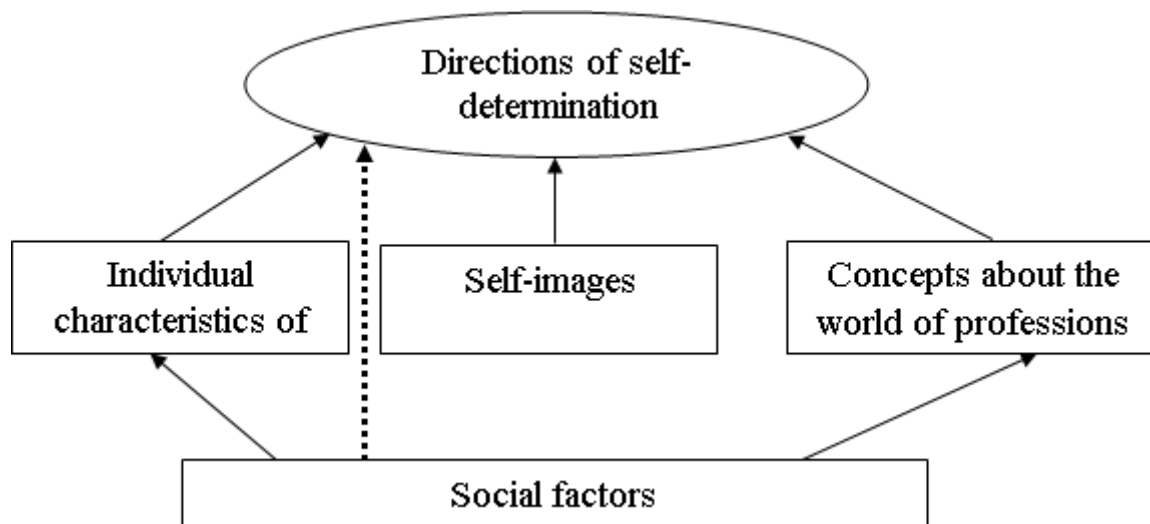 Directions of self-
determination
Individual
characteristics of
Self-images
Concepts about the
world of professions
Social factors